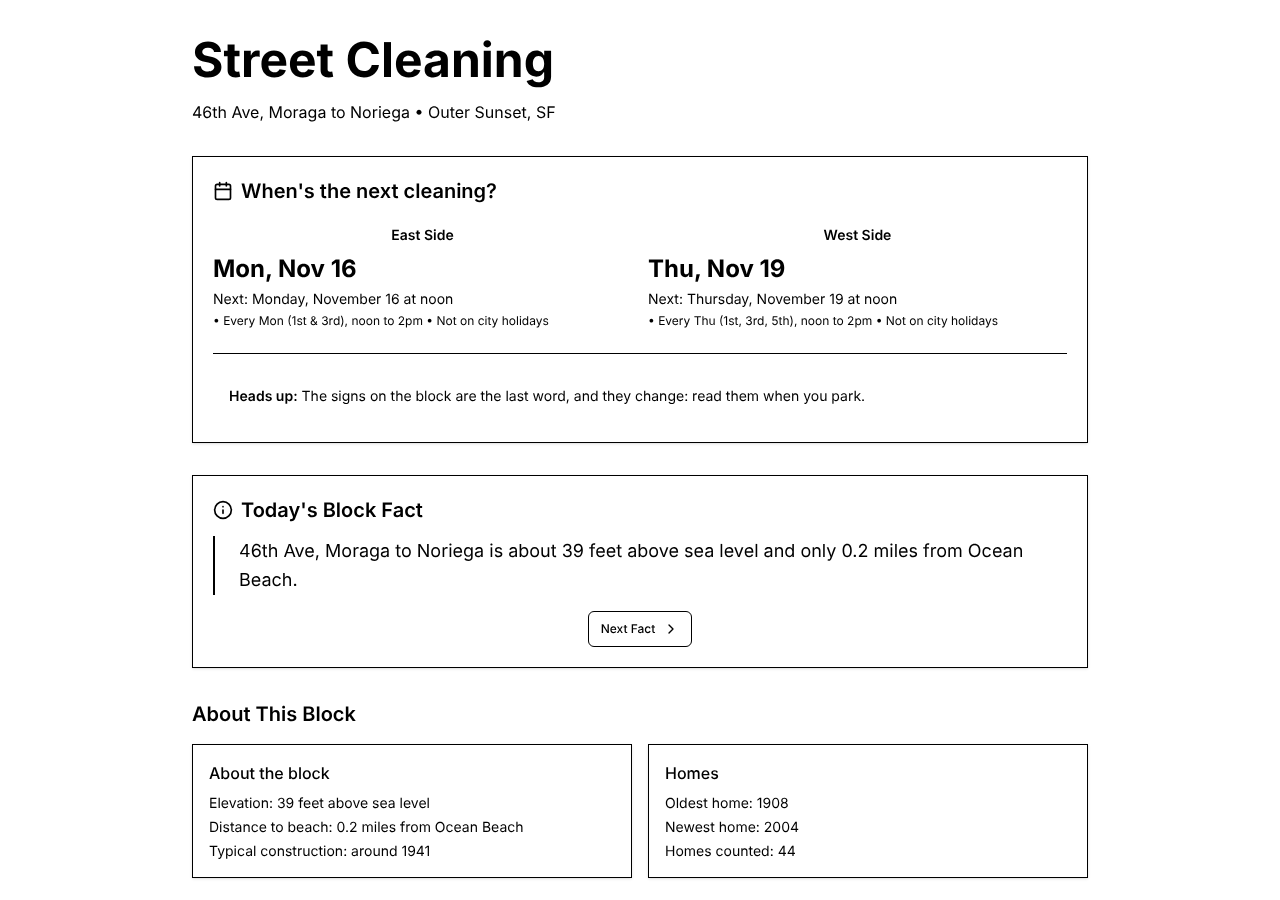 Street Cleaning
46th Ave, Moraga to Noriega • Outer Sunset, SF
When's the next cleaning?
East Side
Mon, Nov 16
Next: Monday, November 16 at noon
• Every Mon (1st & 3rd), noon to 2pm • Not on city holidays
West Side
Thu, Nov 19
Next: Thursday, November 19 at noon
• Every Thu (1st, 3rd, 5th), noon to 2pm • Not on city holidays
Heads up: The signs on the block are the last word, and they change: read them when you park.
Today's Block Fact
46th Ave, Moraga to Noriega is about 39 feet above sea level and only 0.2 miles from Ocean
Beach.
Next Fact
About This Block
About the block
Elevation: 39 feet above sea level
Distance to beach: 0.2 miles from Ocean Beach
Typical construction: around 1941
Homes
Oldest home: 1908
Newest home: 2004
Homes counted: 44